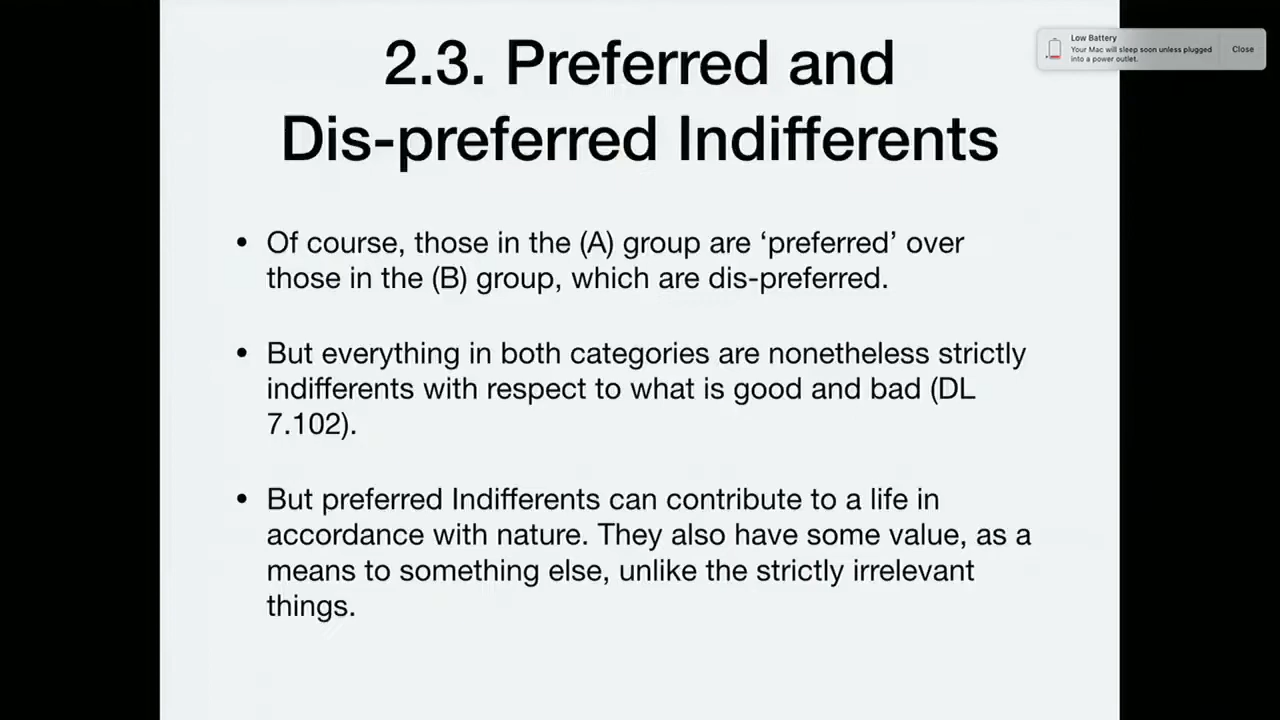 2.3. Preferred and
Dis-preferred Indifferents
Low Battery
Your Mac will sleep soon unless plugged
into a power outlet.
Close
• Of course, those in the (A) group are ‘preferred’ over
those in the (B) group, which are dis-preferred.
• But everything in both categories are nonetheless strictly
indifferents with respect to what is good and bad (DL
7.102).
• But preferred Indifferents can contribute to a life in
accordance with nature. They also have some value, as a
means to something else, unlike the strictly irrelevant
things.